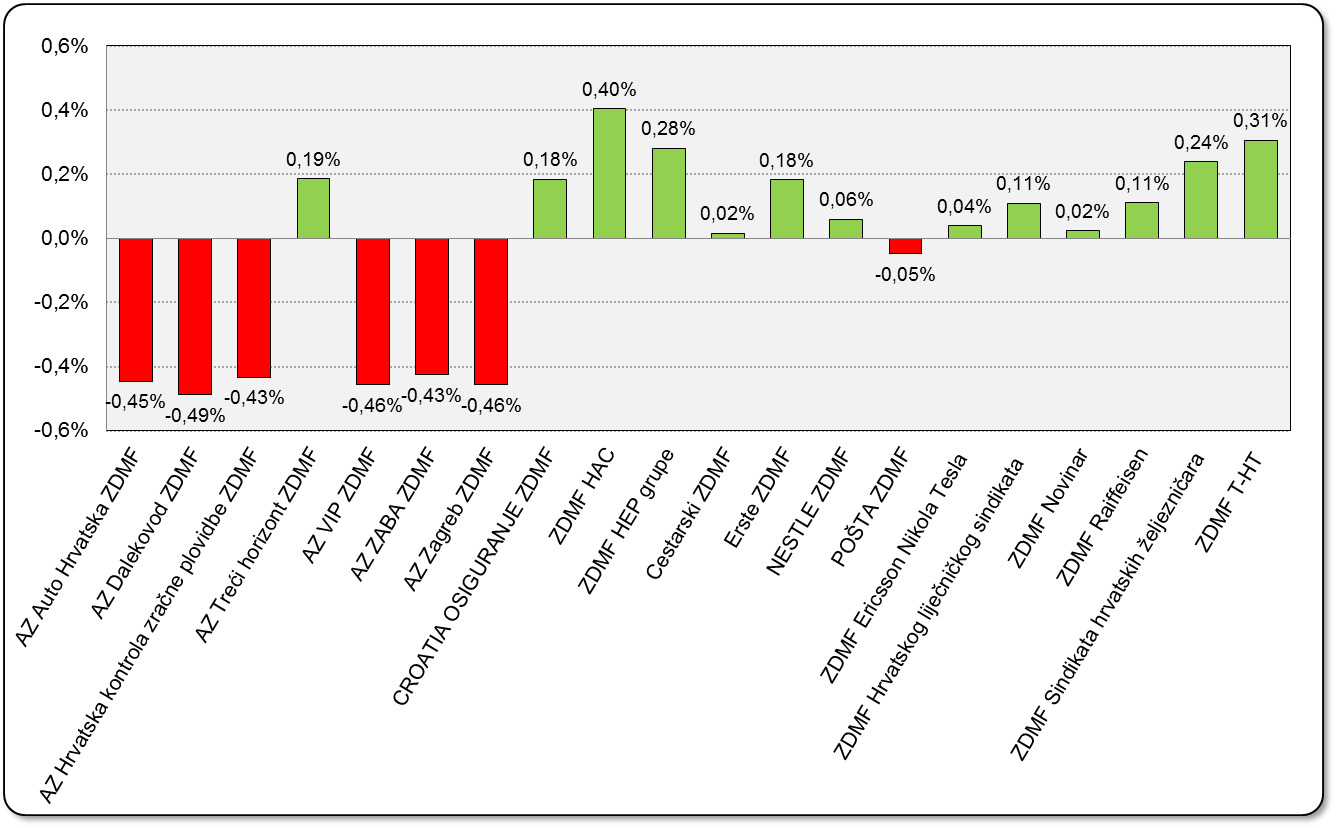 0,6%
0,4%
0,2%
0,0%
-0,2%
-0,4%
-0,6%
-0,45%
-0,49%
-0,43%
0,19%
-0,46%
-0,43%
-0,46%
0,18%
0,40%
0,28%
0,02%
0,18%
0,06%
-0,05%
0,04%
0,11%
0,02%
0,11%
0,24%
0,31%
AZ Auto Hrvatska ZDMF
AZ Dalekovod ZDMF
AZ Hrvatska kontrola zračne plovidbe ZDMF
AZ Treći horizont ZDMF
AZ VIP ZDMF
AZ ZABA ZDMF
AZ Zagreb ZDMF
CROATIA OSIGURANJE ZDMF
ZDMF HAC
ZDMF HEP grupe
Cestarski ZDMF
Erste ZDMF
NESTLE ZDMF
POŠTA ZDMF
ZDMF Ericsson Nikola Tesla
ZDMF Hrvatskog liječničkog sindikata
ZDMF Novinar
ZDMF Raiffeisen
ZDMF Sindikata hrvatskih željezničara
ZDMF T-HT